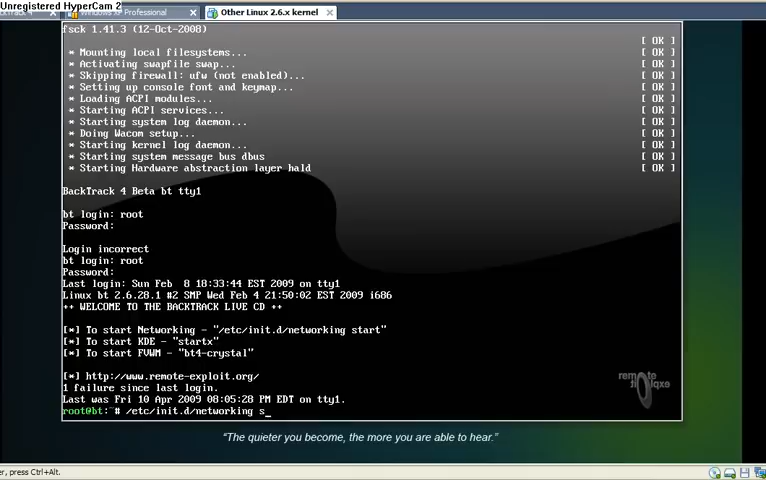 Unregistered HyperCam 2
Professional
Other Linux 2.6.x kernel
fsck 1.41.3 (12-Oct-2008)
[ OK ]
* Mounting local filesystems... [ OK ]
* Activating swapfile swap... [ OK ]
* Skipping firewall: ufw (not enabled)... [ OK ]
* Setting up console font and keymap... [ OK ]
* Loading ACPI modules... [ OK ]
* Starting ACPI services... [ OK ]
* Starting system log daemon... [ OK ]
* Doing Wacom setup... [ OK ]
* Starting kernel log daemon... [ OK ]
* Starting system message bus dbus [ OK ]
* Starting Hardware abstraction layer hald [ OK ]
BackTrack 4 Beta bt tty1
bt login: root
Password:
Login incorrect
bt login: root
Password:
Last login: Sun Feb 8 18:33:44 EST 2009 on tty1
Linux bt 2.6.28.1 #2 SMP Wed Feb 4 21:50:02 EST 2009 i686
++ WELCOME TO THE BACKTRACK LIVE CD ++
[*] To start Networking - "/etc/init.d/networking start"
[*] To start KDE - "startx"
[*] To start FVWM - "bt4-crystal"
[*] http://www.remote-exploit.org/
1 failure since last login.
Last was Fri 10 Apr 2009 08:05:28 PM EDT on tty1.
root@bt:~# /etc/init.d/networking s_
"The quieter you become, the more you are able to hear."
er, press Ctrl+Alt.